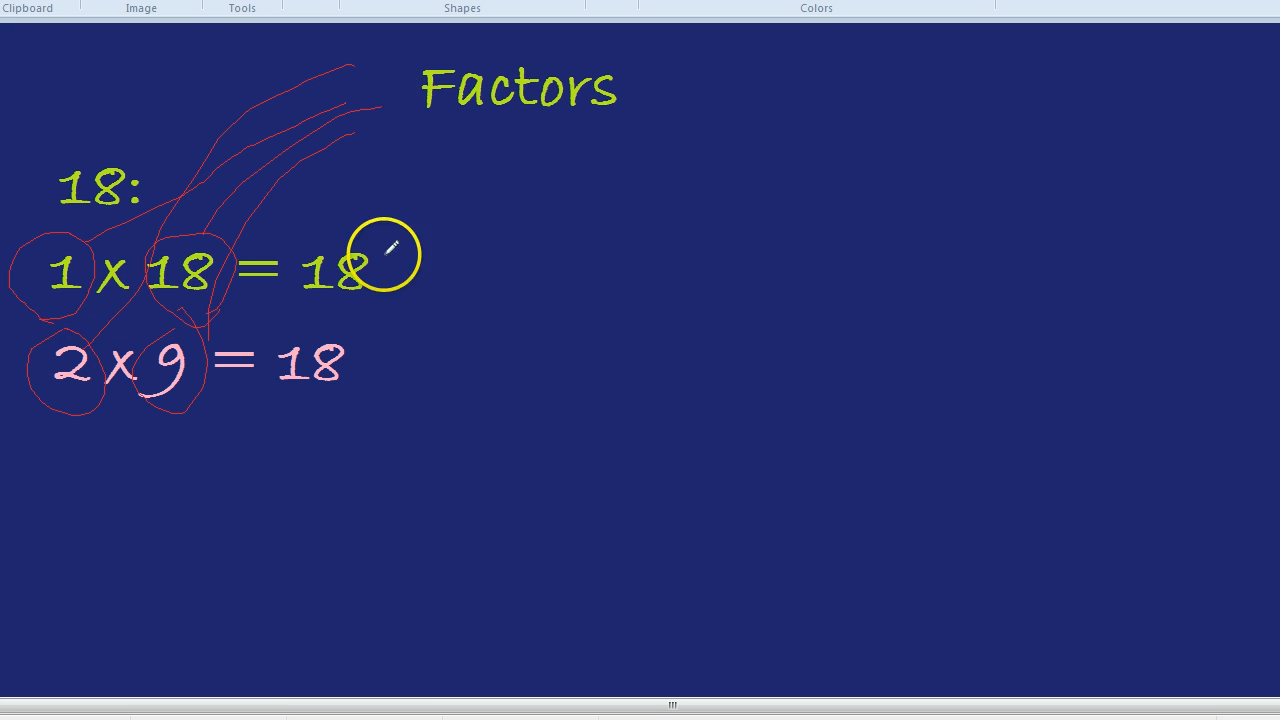 Clipboard Image Tools Shapes Colors
Factors
18:
1 x 18 = 18
2 x 9 = 18